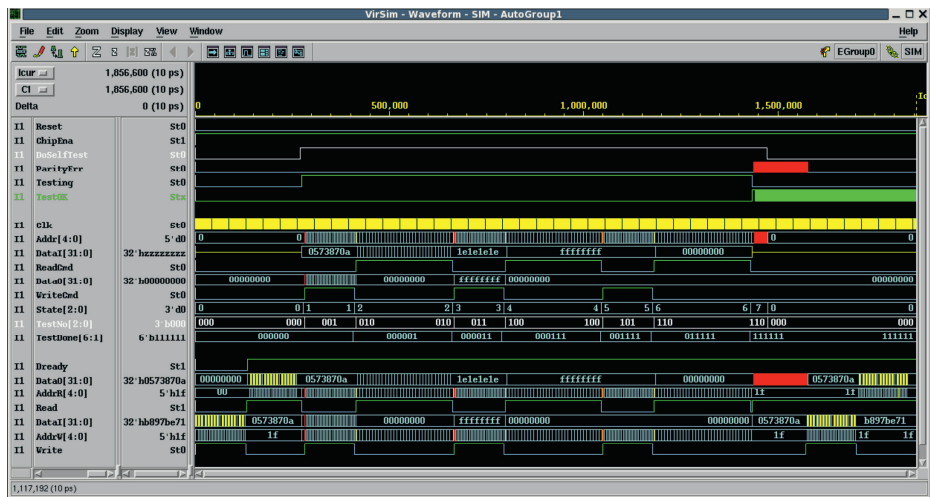 VirSim - Waveform - SIM - AutoGroup1
File Edit Zoom Display View Window Help
EGroup0 SIM
Icur 1,856,600 (10 ps)
C1 1,856,600 (10 ps)
Delta 0 (10 ps)
0 500,000 1,000,000 1,500,000
I1 Reset St0
I1 ChipEna St1
I1 DoSelfTest St0
I1 ParityErr St0
I1 Testing St0
I1 TestOK Stx
I1 Clk St0
I1 Addr[4:0] 5'd0 0 0 0 0
I1 DataI[31:0] 32'hzzzzzzzz 0573870a 1e1e1e1e ffffffff 00000000
I1 ReadCmd St0
I1 DataO[31:0] 32'h00000000 00000000 00000000 ffffffff 00000000 00000000
I1 WriteCmd St0
I1 State[2:0] 3'd0 0 0 1 1 2 2 3 3 4 4 5 5 6 6 7 0 0
I1 TestNo[2:0] 3'b000 000 000 001 010 010 011 100 100 101 110 110 000 000
I1 TestDone[6:1] 6'b111111 000000 000001 000011 000111 001111 011111 111111 111111
I1 Dready St1
I1 DataO[31:0] 32'h0573870a 00000000 0573870a 1e1e1e1e ffffffff 00000000 0573870a
I1 AddrR[4:0] 5'h1f UU 1f 1f
I1 Read St1
I1 DataI[31:0] 32'hb897be71 0573870a 00000000 ffffffff 00000000 00000000 0573870a b897be71
I1 AddrW[4:0] 5'h1f 1f 1f 1f 1f
I1 Write St0
1,117,192 (10 ps)